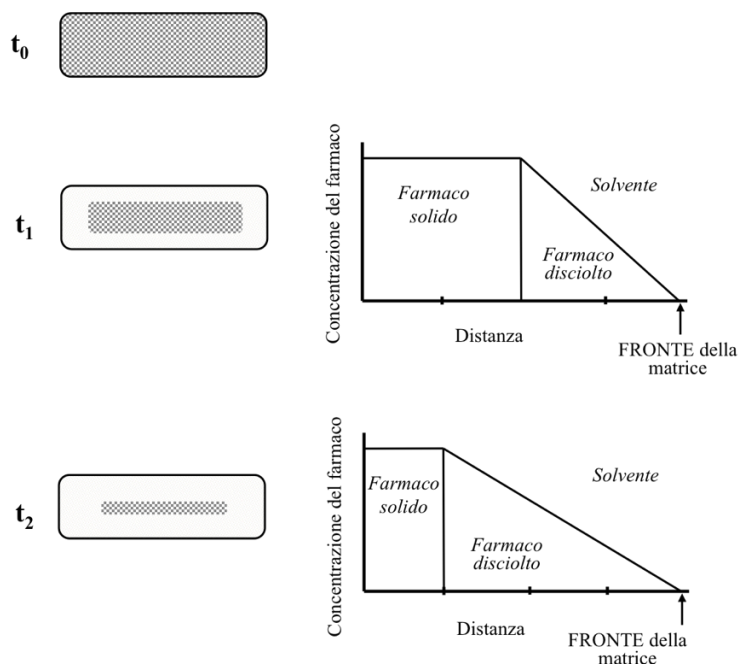 t0
t1
Concentrazione del farmaco
Farmaco
solido
Solvente
Farmaco
disciolto
Distanza
FRONTE della
matrice
t2
Concentrazione del farmaco
Farmaco
solido
Solvente
Farmaco
disciolto
Distanza
FRONTE della
matrice